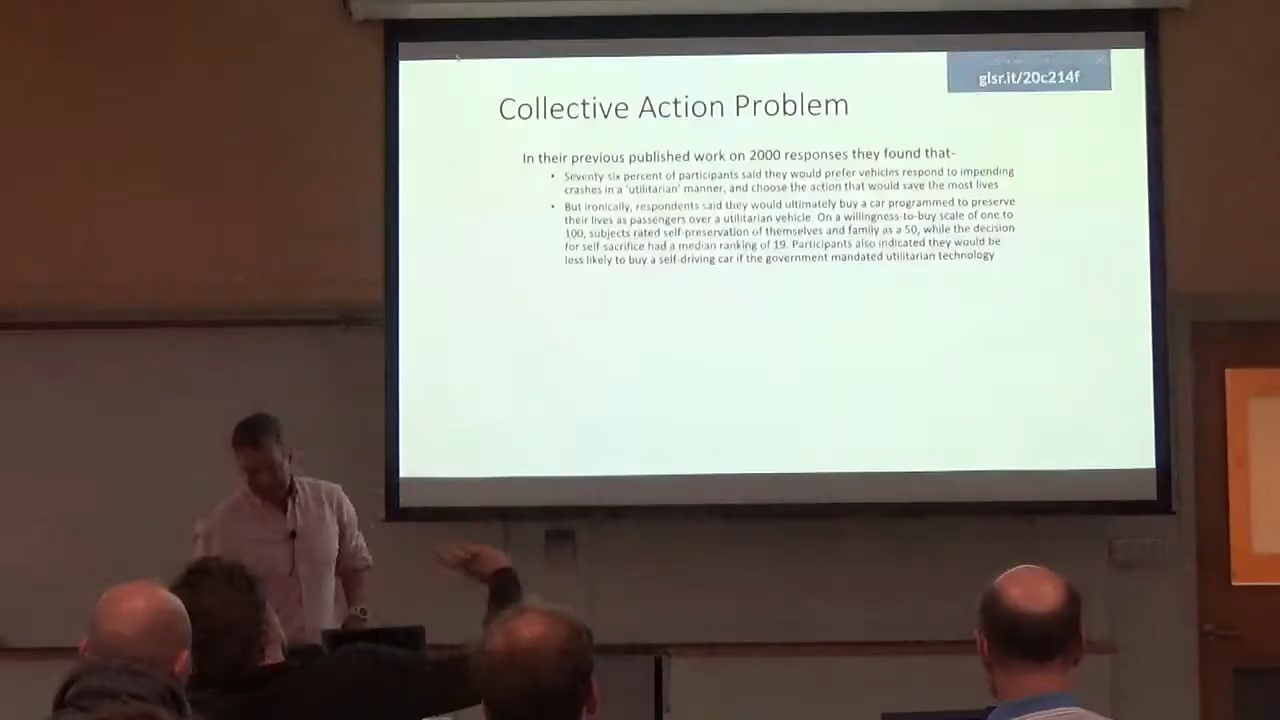 glsr.it/20c214f
Collective Action Problem
In their previous published work on 2000 responses they found that-
• Seventy-six percent of participants said they would prefer vehicles respond to impending
crashes in a 'utilitarian' manner, and choose the action that would save the most lives
• But ironically, respondents said they would ultimately buy a car programmed to preserve
their lives as passengers over a utilitarian vehicle. On a willingness-to-buy scale of one to
100, subjects rated self-preservation of themselves and family as a 50, while the decision
for self-sacrifice had a median ranking of 19. Participants also indicated they would be
less likely to buy a self-driving car if the government mandated utilitarian technology